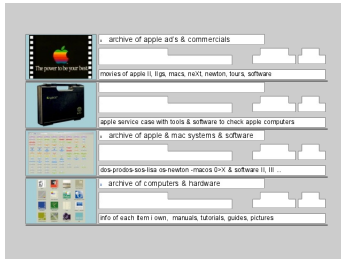 archive of apple ad's & commercials
The power to be your best
movies of apple II, IIgs, macs, neXt, newton, tours, software
apple service case with tools & software to check apple computers
archive of apple & mac systems & software
dos-prodos-sos-lisa os-newton -macos 0>X & software II, III ...
archive of computers & hardware
info of each item i own, manuals, tutorials, guides, pictures